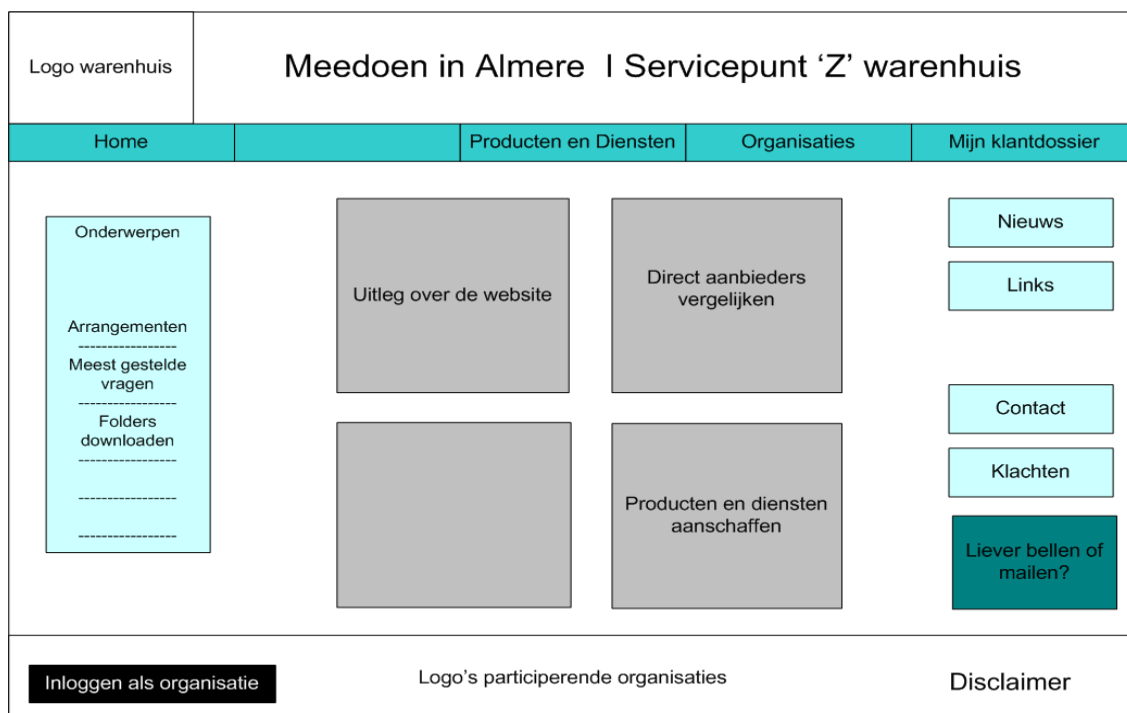 Logo warenhuis
Meedoen in Almere I Servicepunt ‘Z’ warenhuis
Home
Producten en Diensten
Organisaties
Mijn klantdossier
Onderwerpen
Arrangementen
-----------------
Meest gestelde
vragen
-----------------
Folders
downloaden
-----------------
-----------------
-----------------
Uitleg over de website
Direct aanbieders
vergelijken
Producten en diensten
aanschaffen
Nieuws
Links
Contact
Klachten
Liever bellen of
mailen?
Inloggen als organisatie
Logo’s participerende organisaties
Disclaimer